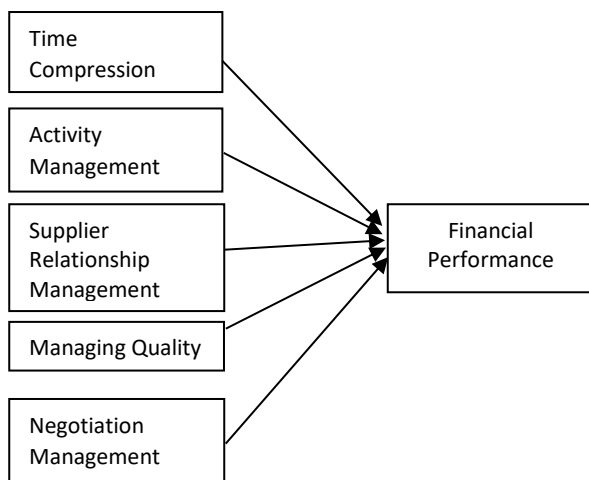 Time
Compression
Activity
Management
Supplier
Relationship
Management
Managing Quality
Negotiation
Management
Financial
Performance